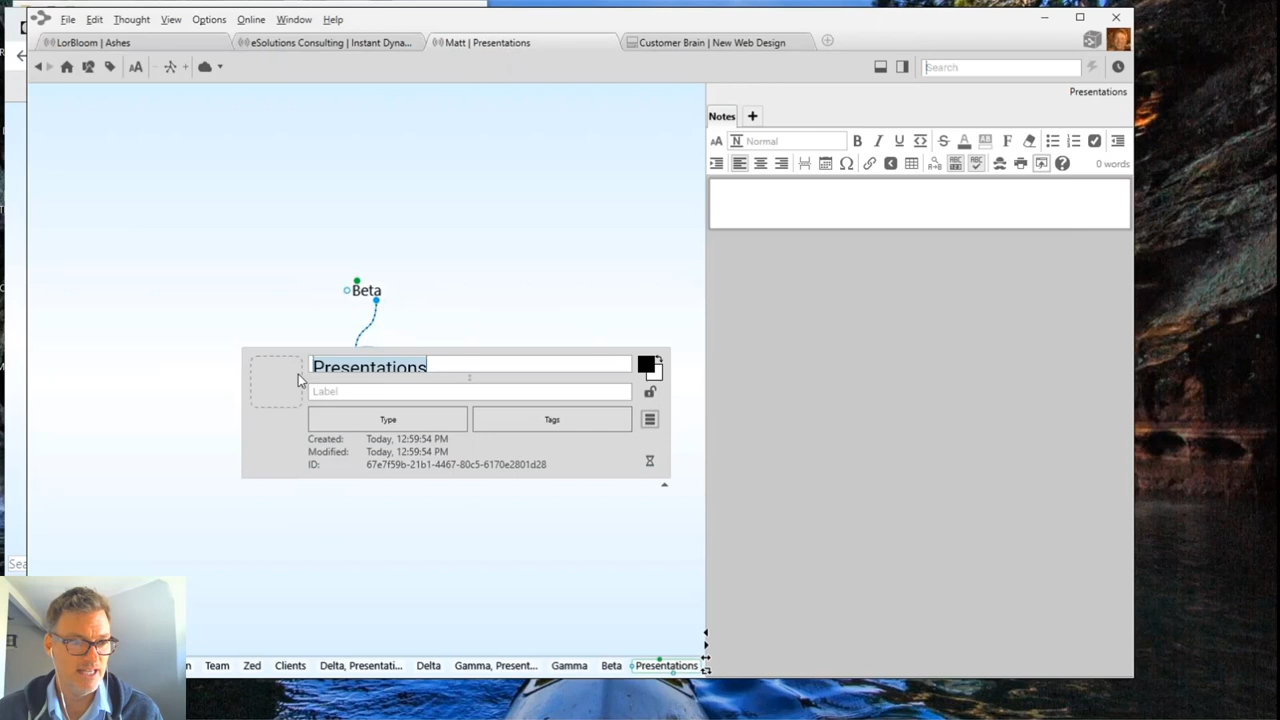 File Edit Thought View Options Online Window Help
LorBloom | Ashes
eSolutions Consulting | Instant Dyna...
Matt | Presentations
Customer Brain | New Web Design
Search
Presentations
Notes
Normal
0 words
Beta
Presentations
Label
Type
Tags
Created: Today, 12:59:54 PM
Modified: Today, 12:59:54 PM
ID: 67e7f59b-21b1-4467-80c5-6170e2801d28
Sea
n Team Zed Clients Delta, Presentati... Delta Gamma, Present... Gamma Beta Presentations